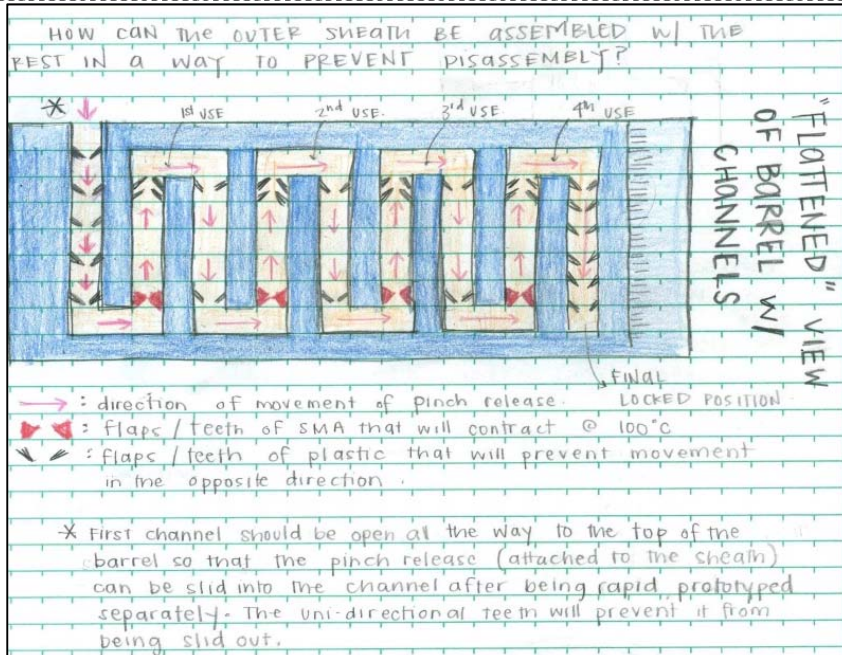 HOW CAN THE OUTER SHEATH BE ASSEMBLED W/ THE
REST IN A WAY TO PREVENT DISASSEMBLY?
*
1st USE
2nd USE.
3rd USE
4th USE
"FLATTENED" VIEW
OF BARREL W/
CHANNELS
FINAL
LOCKED POSITION.
: direction of movement of pinch release.
: flaps / teeth of SMA that will contract @ 100°C
: flaps / teeth of plastic that will prevent movement
in the opposite direction.
* First channel should be open all the way to the top of the
barrel so that the pinch release (attached to the sheath)
can be slid into the channel after being rapid prototyped
separately. The uni-directional teeth will prevent it from
being slid out.